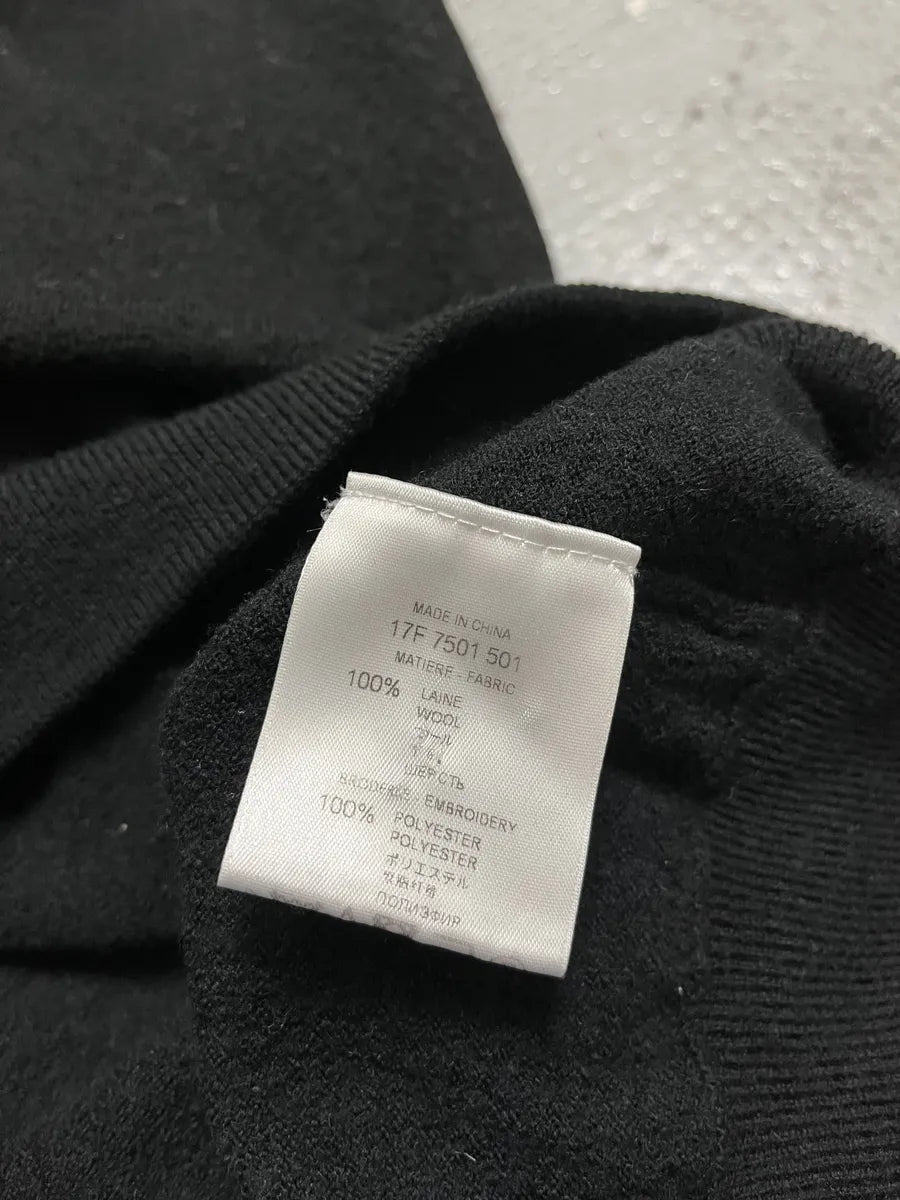 MADE IN CHINA
17F 7501 501
MATIERE - FABRIC
100% LAINE
WOOL
ウール
ШЕРСТЬ
BRODERIE - EMBROIDERY
100% POLYESTER
POLYESTER
ポリエステル
ПОЛИЭФИР